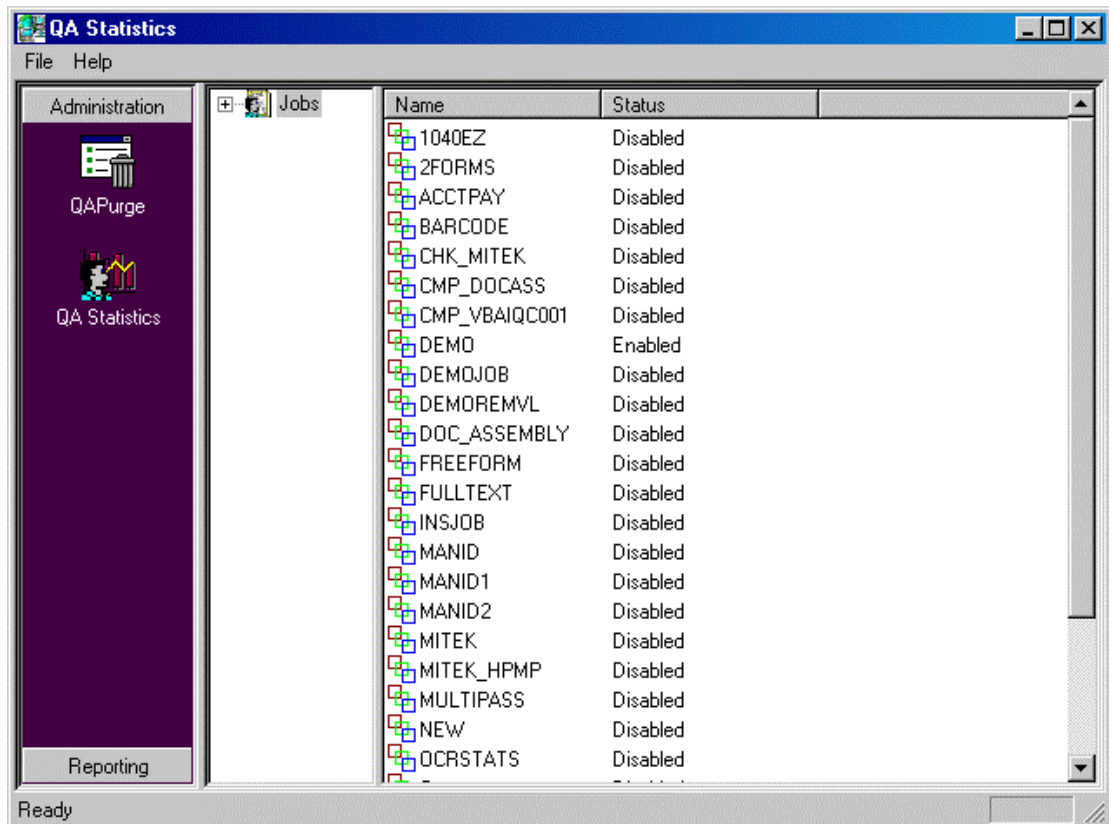 QA Statistics
File Help
Administration
QAPurge
QA Statistics
Reporting
Jobs
Name Status
1040EZ Disabled
2FORMS Disabled
ACCTPAY Disabled
BARCODE Disabled
CHK_MITEK Disabled
CMP_DOCASS Disabled
CMP_VBAIQC001 Disabled
DEMO Enabled
DEMOJOB Disabled
DEMOREMVL Disabled
DOC_ASSEMBLY Disabled
FREEFORM Disabled
FULLTEXT Disabled
INSJOB Disabled
MANID Disabled
MANID1 Disabled
MANID2 Disabled
MITEK Disabled
MITEK_HPMP Disabled
MULTIPASS Disabled
NEW Disabled
OCRSTATS Disabled
Ready